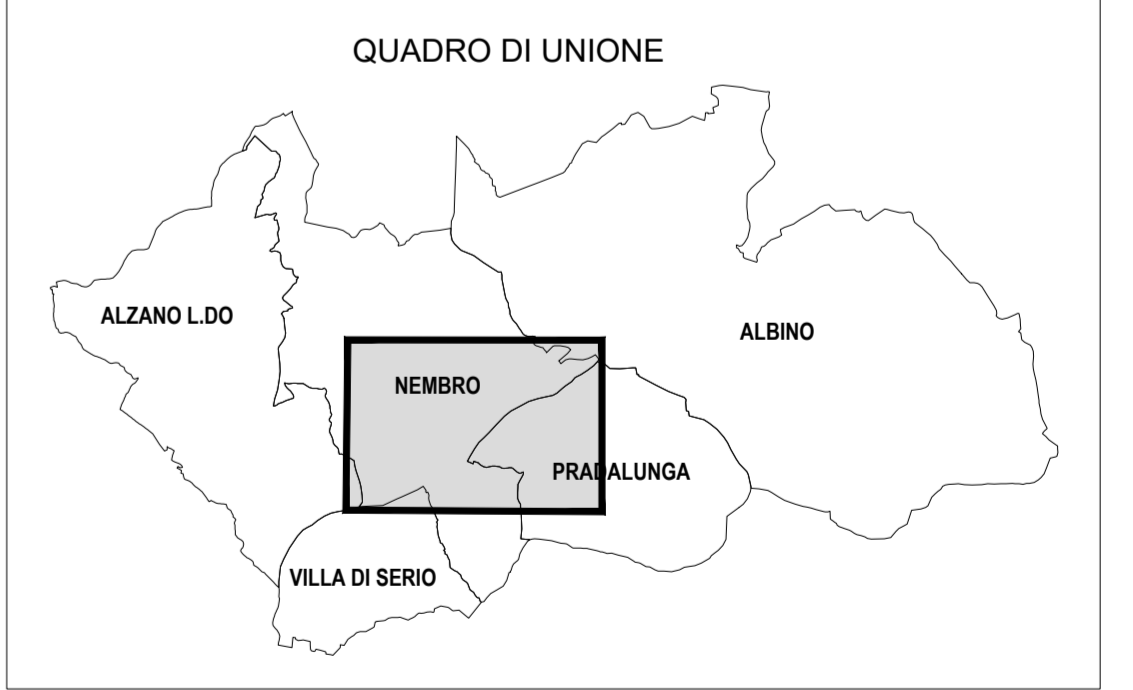 QUADRO DI UNIONE
ALZANO L.DO
ALBINO
NEMBRO
PRADALUNGA
VILLA DI SERIO